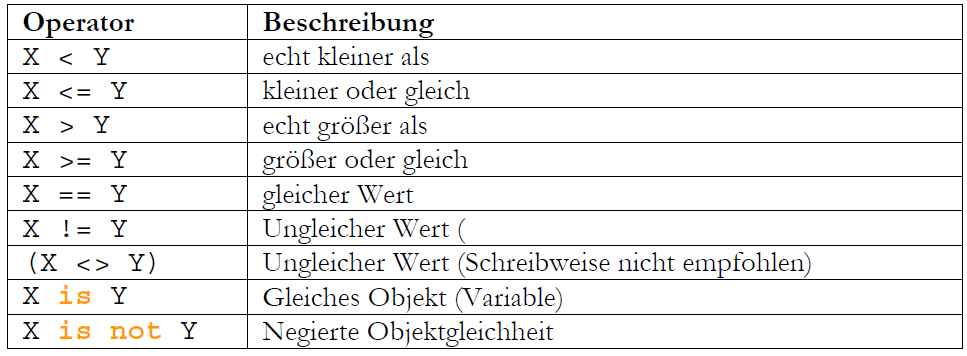 Operator Beschreibung
X < Y echt kleiner als
X <= Y kleiner oder gleich
X > Y echt größer als
X >= Y größer oder gleich
X == Y gleicher Wert
X != Y Ungleicher Wert (
(X <> Y) Ungleicher Wert (Schreibweise nicht empfohlen)
X is Y Gleiches Objekt (Variable)
X is not Y Negierte Objektgleichheit